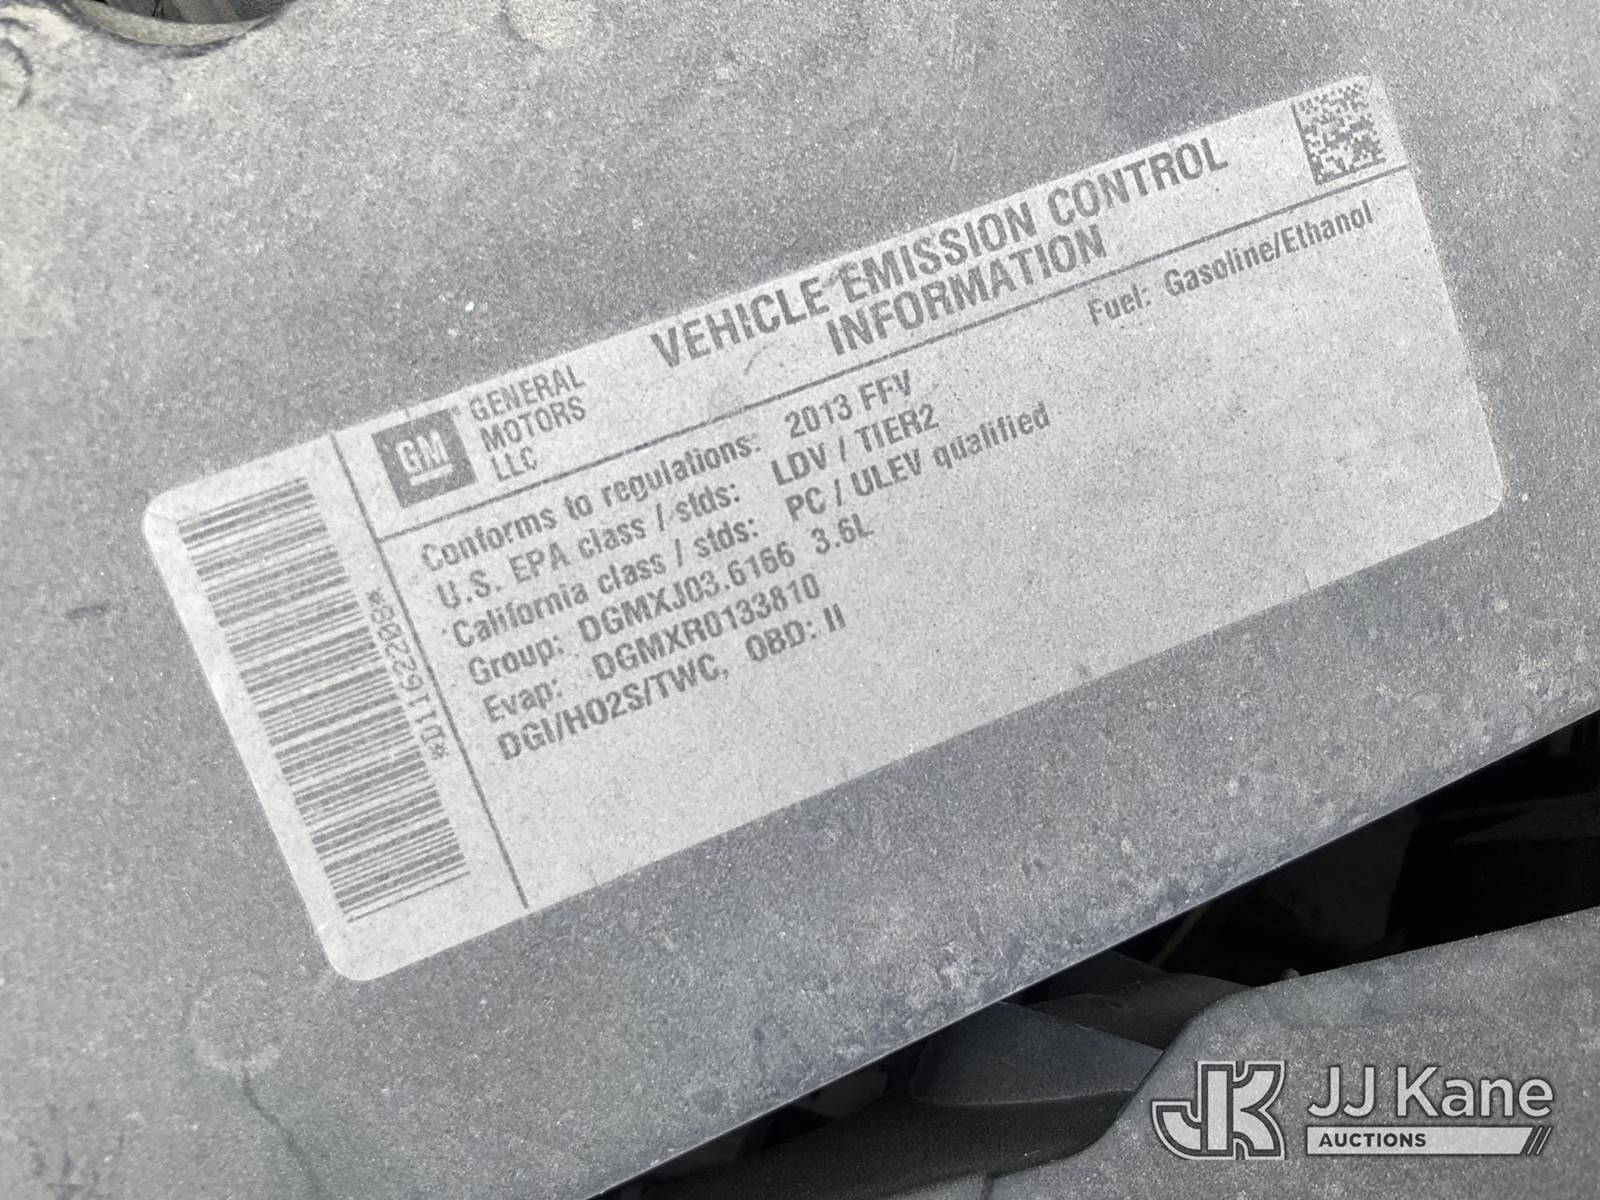 GM
GENERAL
MOTORS
LLC
VEHICLE EMISSION CONTROL
INFORMATION
Conforms to regulations: 2013 FFV
Fuel: Gasoline/Ethanol
U.S. EPA class / stds: LDV / TIER2
California class / stds: PC / ULEV qualified
Group: DGMXJ03.6166 3.6L
Evap: DGMXR0133810
DGI/HO2S/TWC, OBD: II
*D11622208*
JK
JJ Kane
AUCTIONS